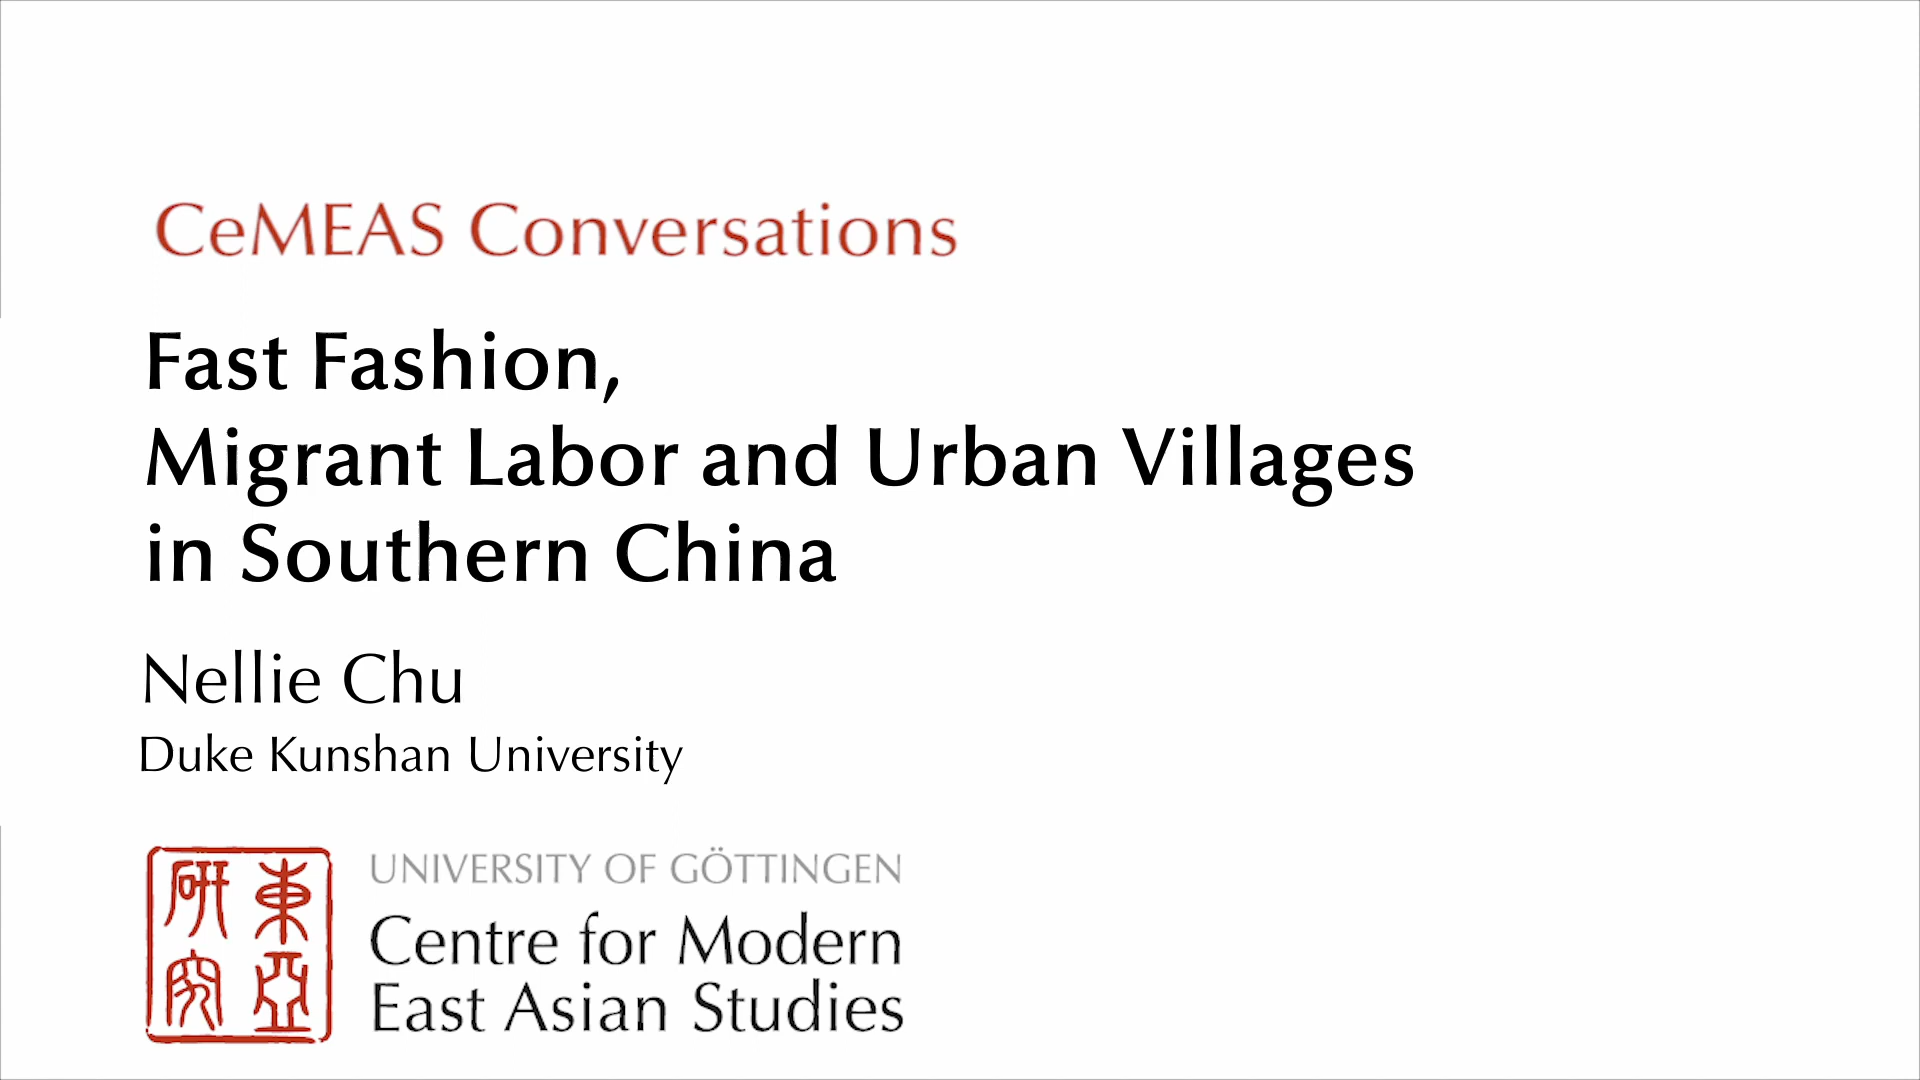 CeMEAS Conversations
Fast Fashion,
Migrant Labor and Urban Villages
in Southern China
Nellie Chu
Duke Kunshan University
東亞
研究
UNIVERSITY OF GÖTTINGEN
Centre for Modern
East Asian Studies